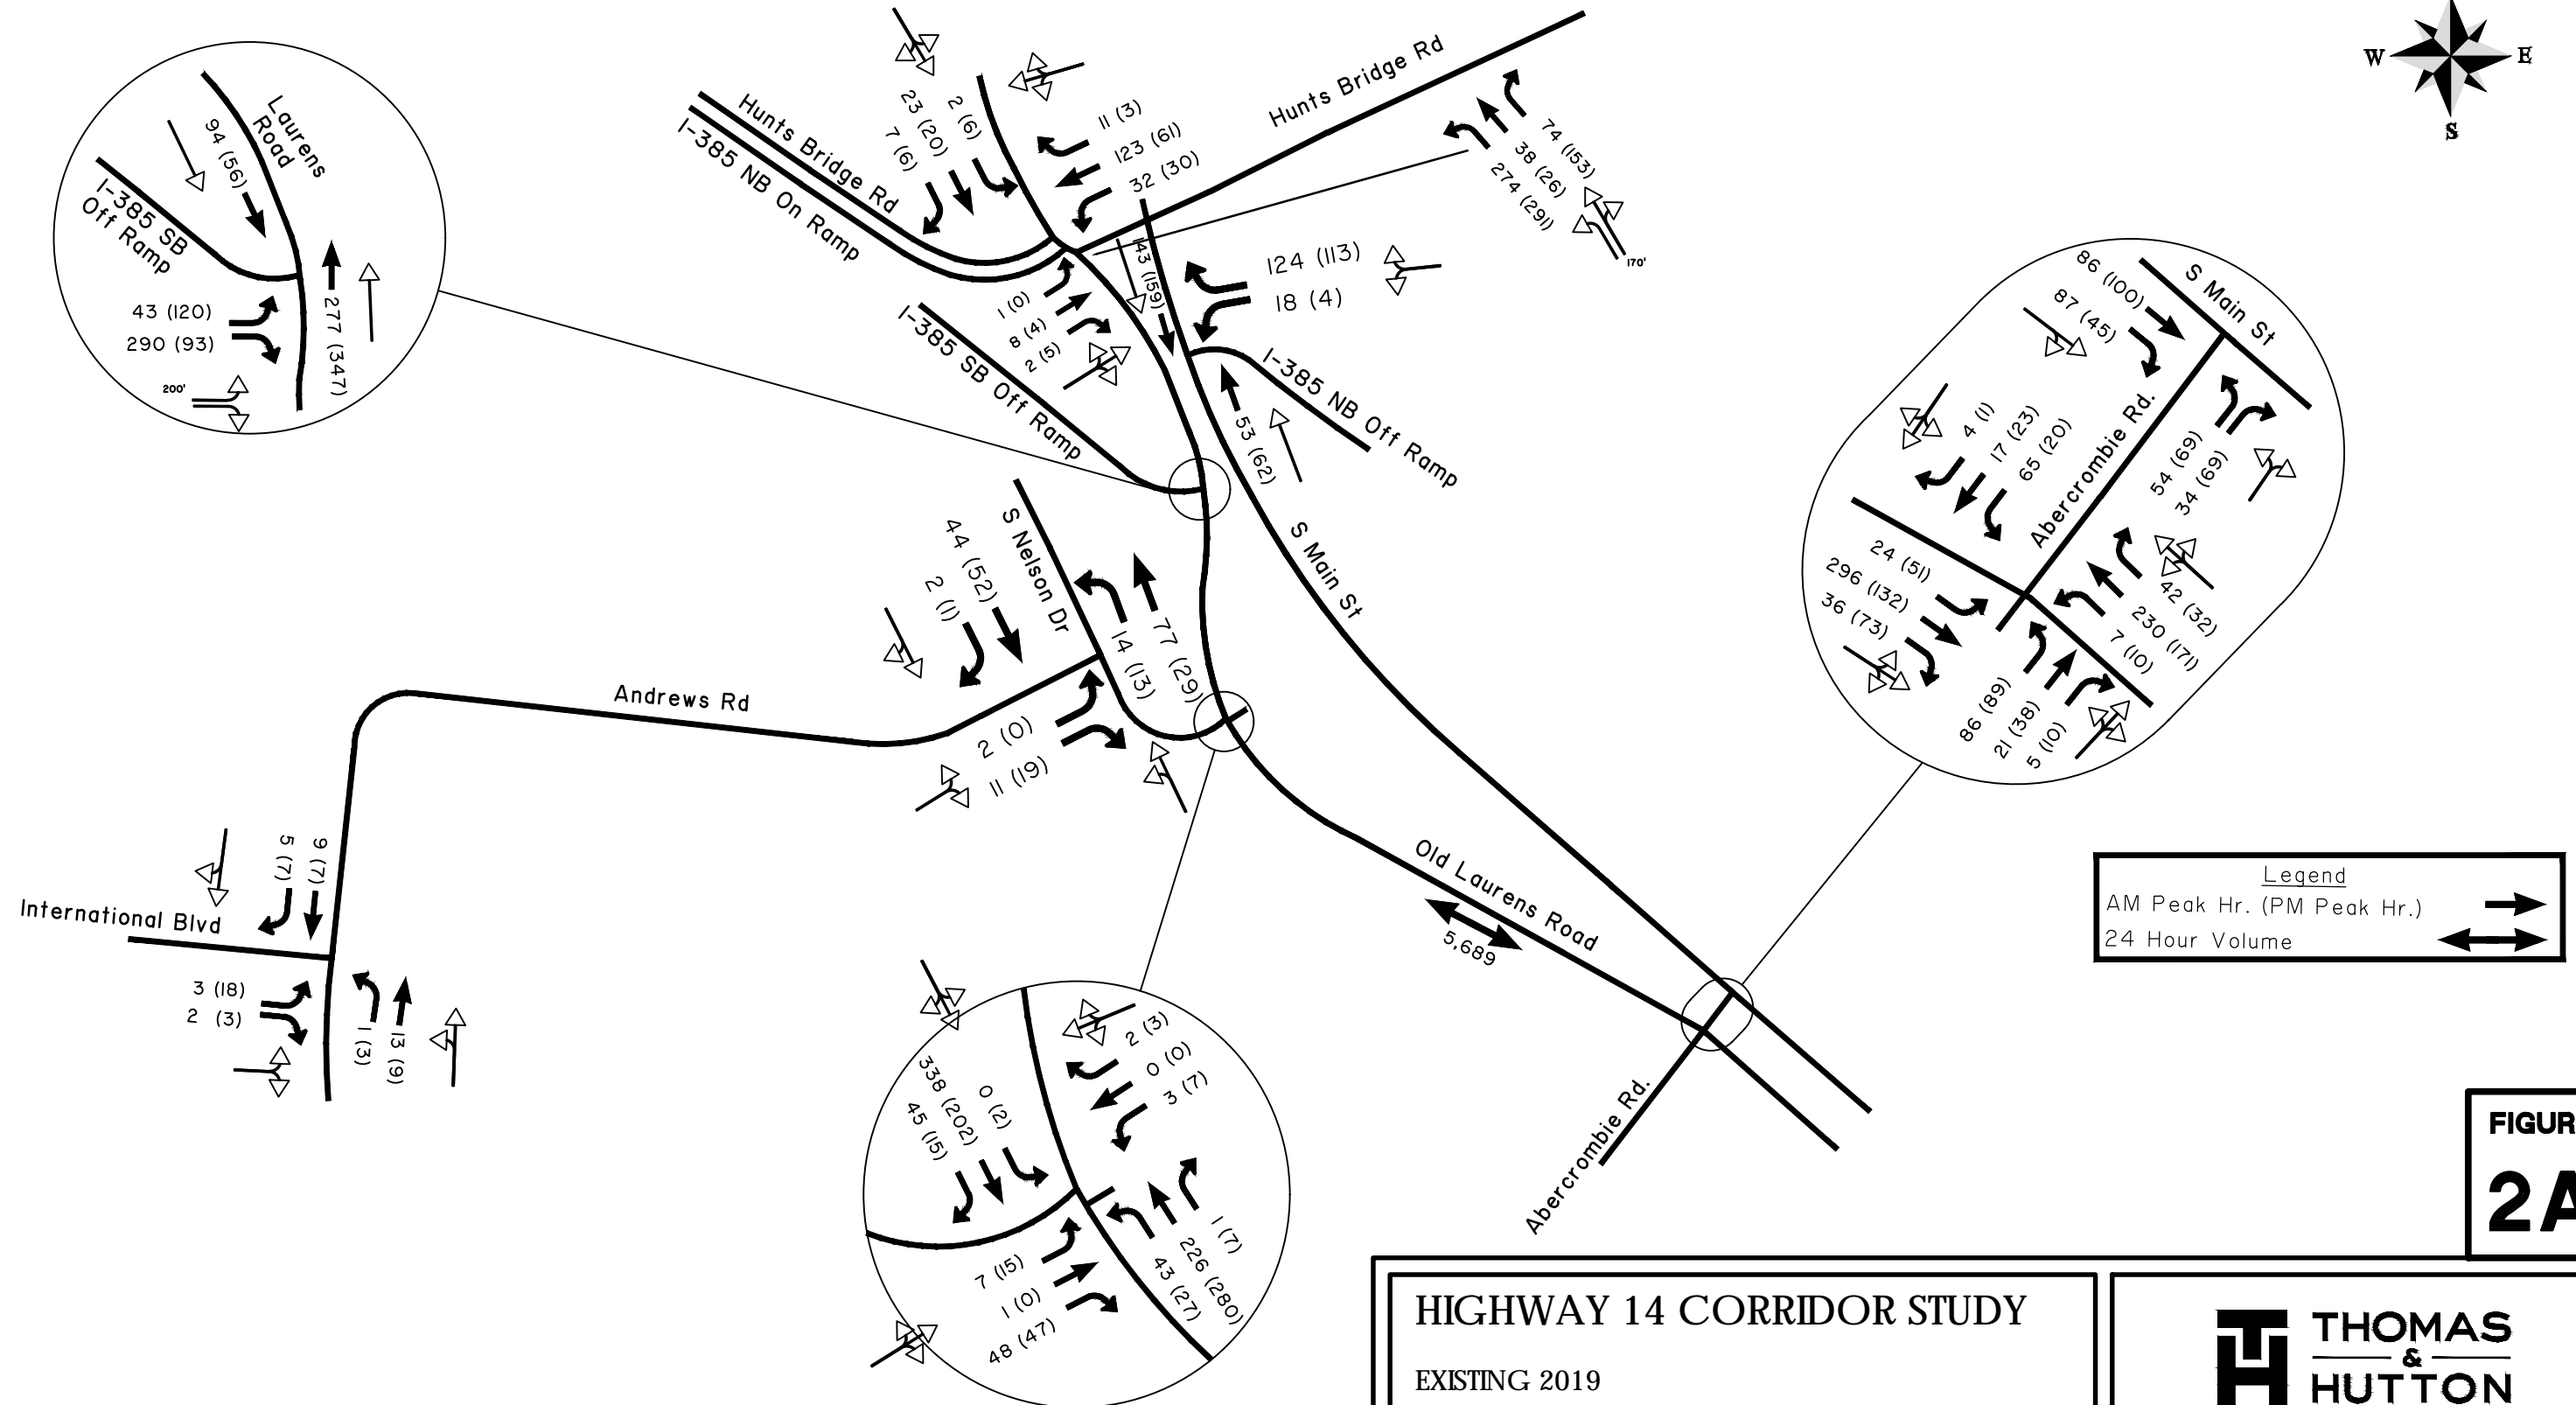 W
E
S
Laurens
Road
94 (56)
I-385 SB
Off Ramp
43 (120)
290 (93)
277 (347)
200'
Hunts Bridge Rd
I-385 NB On Ramp
2 (6)
23 (20)
7 (6)
11 (3)
123 (61)
32 (30)
Hunts Bridge Rd
74 (153)
38 (26)
274 (291)
170'
1 (0)
8 (4)
2 (5)
143 (159)
124 (113)
18 (4)
I-385 SB Off Ramp
I-385 NB Off Ramp
53 (62)
S Main St
S Nelson Dr
44 (52)
2 (1)
14 (13)
77 (29)
2 (0)
11 (19)
Andrews Rd
International Blvd
5 (7)
9 (7)
3 (18)
2 (3)
1 (3)
13 (9)
86 (100)
87 (45)
S Main St
Abercrombie Rd.
54 (69)
34 (69)
4 (1)
17 (23)
65 (20)
24 (51)
296 (132)
36 (73)
42 (32)
230 (171)
7 (10)
86 (89)
21 (38)
5 (10)
Old Laurens Road
5,689
Abercrombie Rd.
2 (3)
0 (0)
3 (7)
0 (2)
338 (202)
45 (15)
7 (15)
1 (0)
48 (47)
1 (7)
226 (280)
43 (27)
Legend
AM Peak Hr. (PM Peak Hr.)
24 Hour Volume
FIGUR
2A
HIGHWAY 14 CORRIDOR STUDY
EXISTING 2019
THOMAS
&
HUTTON